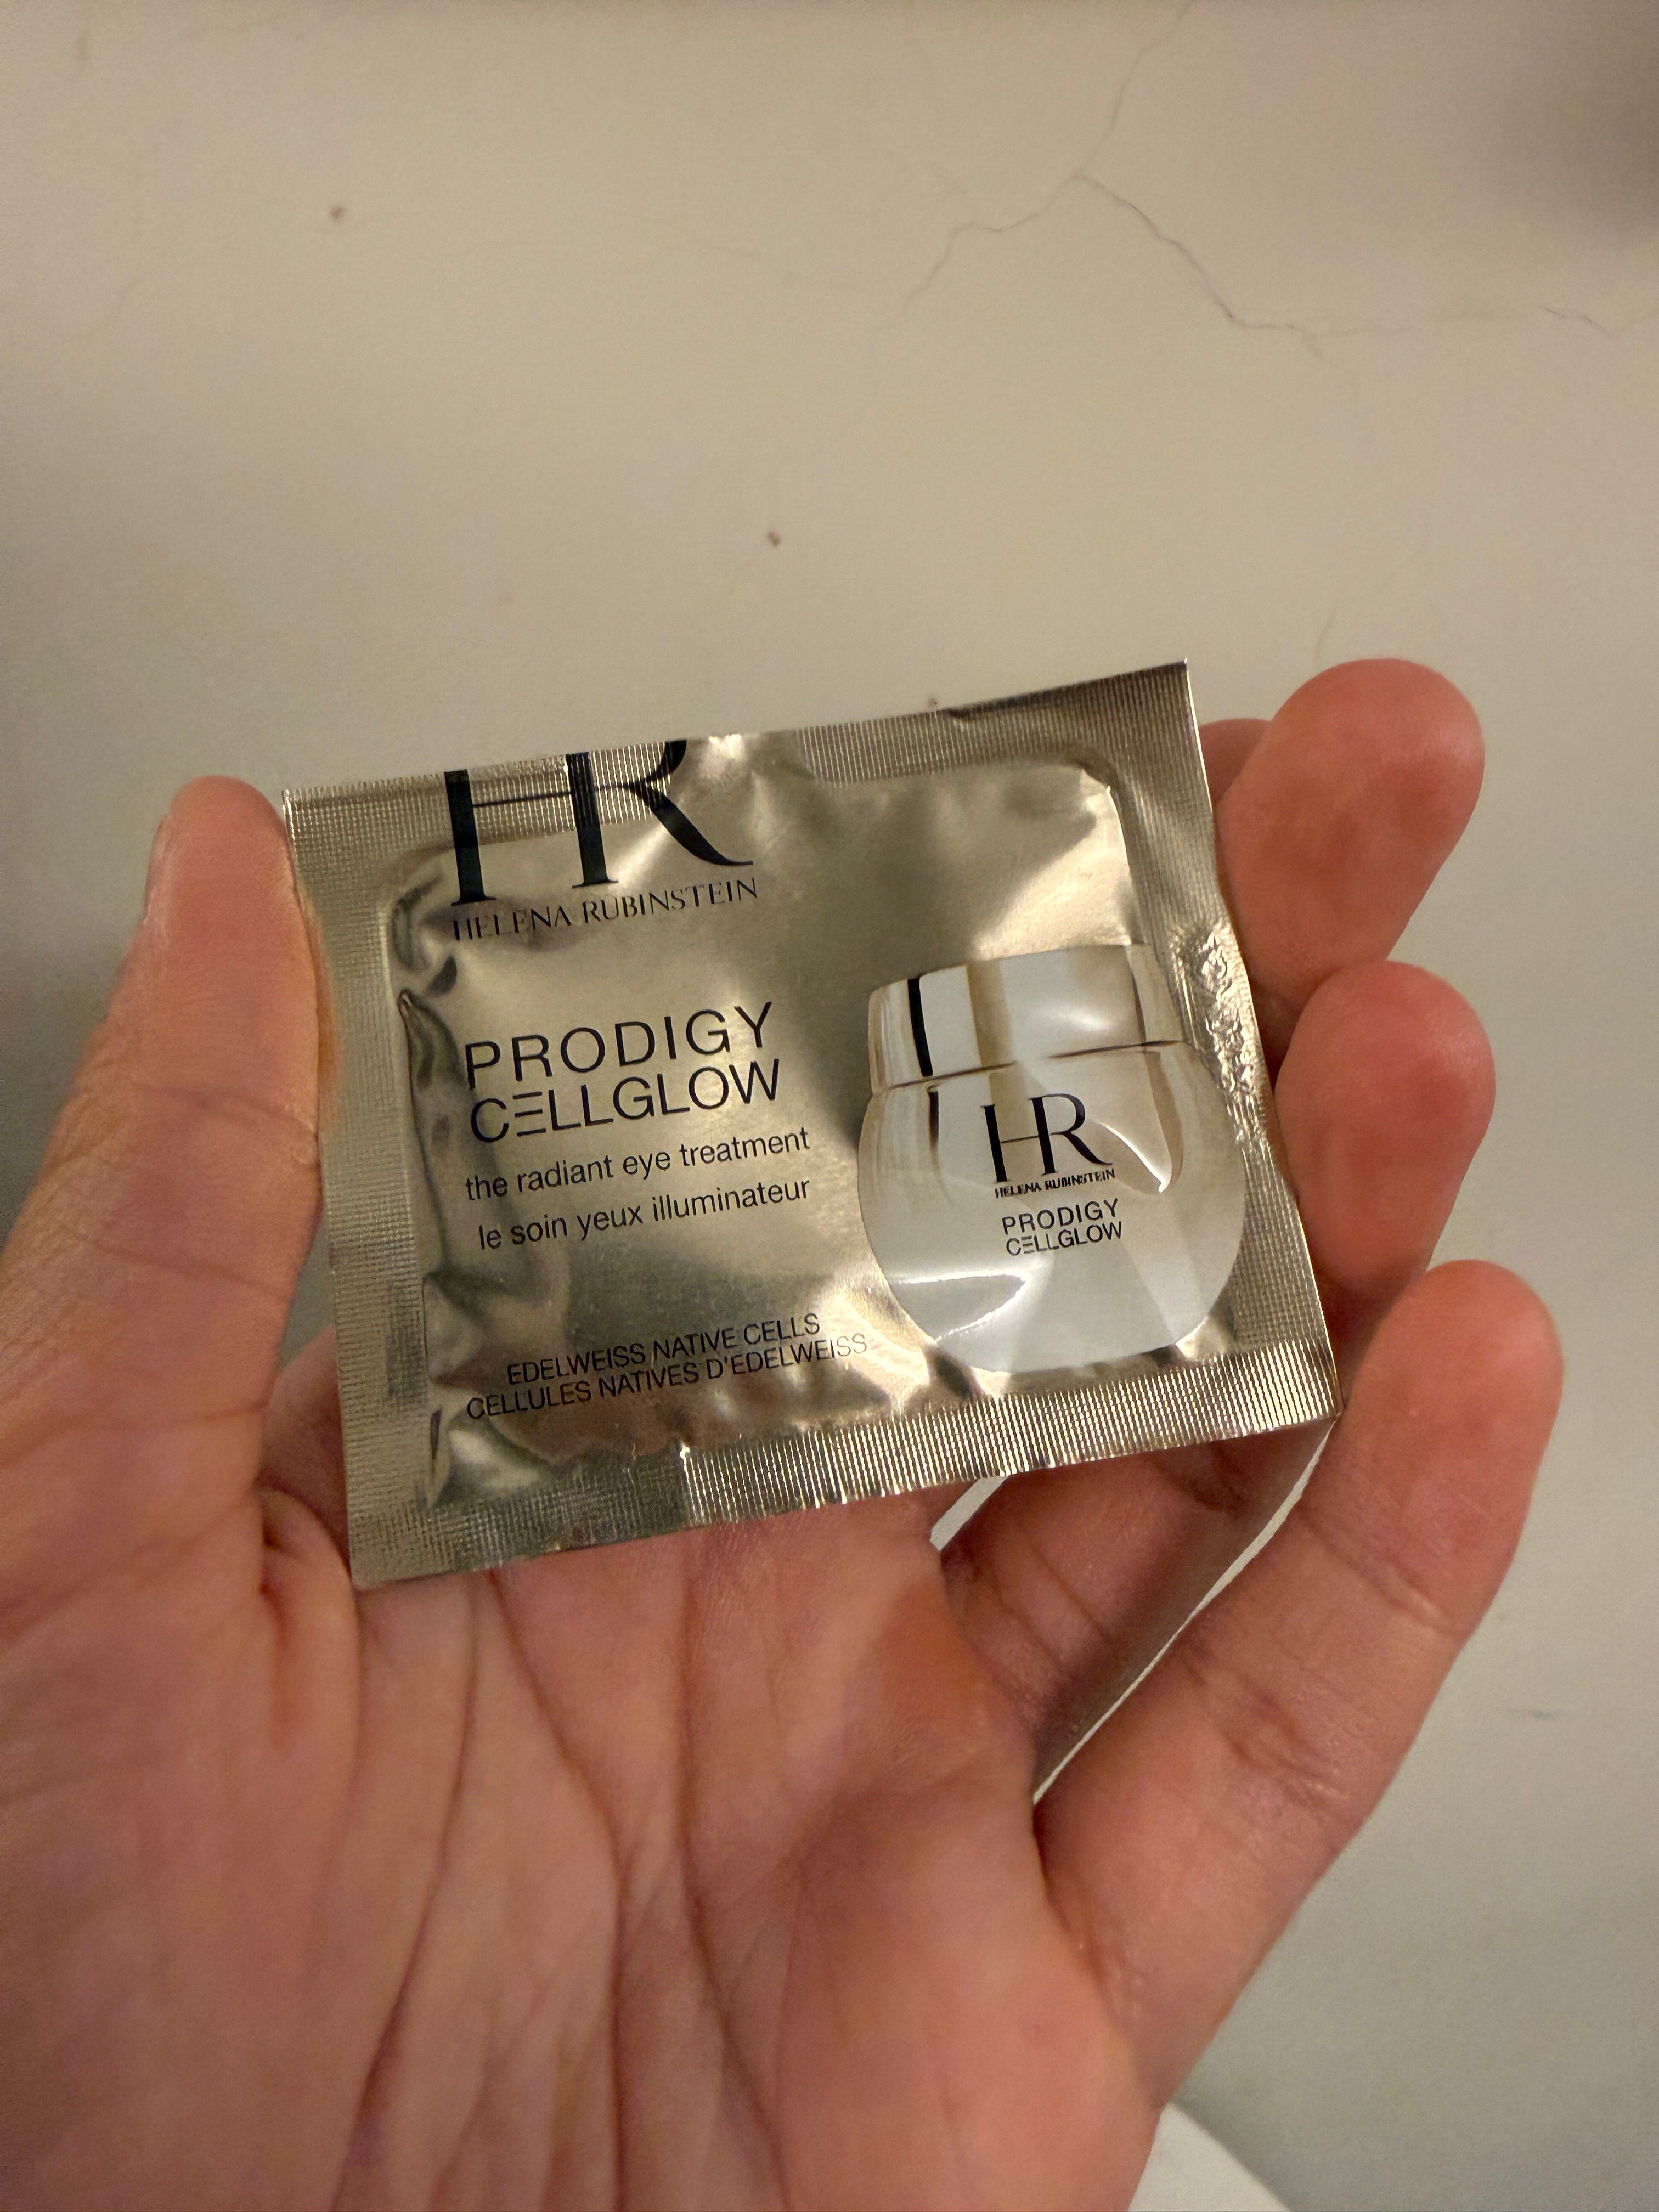 HR
HELENA RUBINSTEIN
PRODIGY
CELLGLOW
the radiant eye treatment
le soin yeux illuminateur
EDELWEISS NATIVE CELLS
CELLULES NATIVES D'EDELWEISS
HR
HELENA RUBINSTEIN
PRODIGY
CELLGLOW